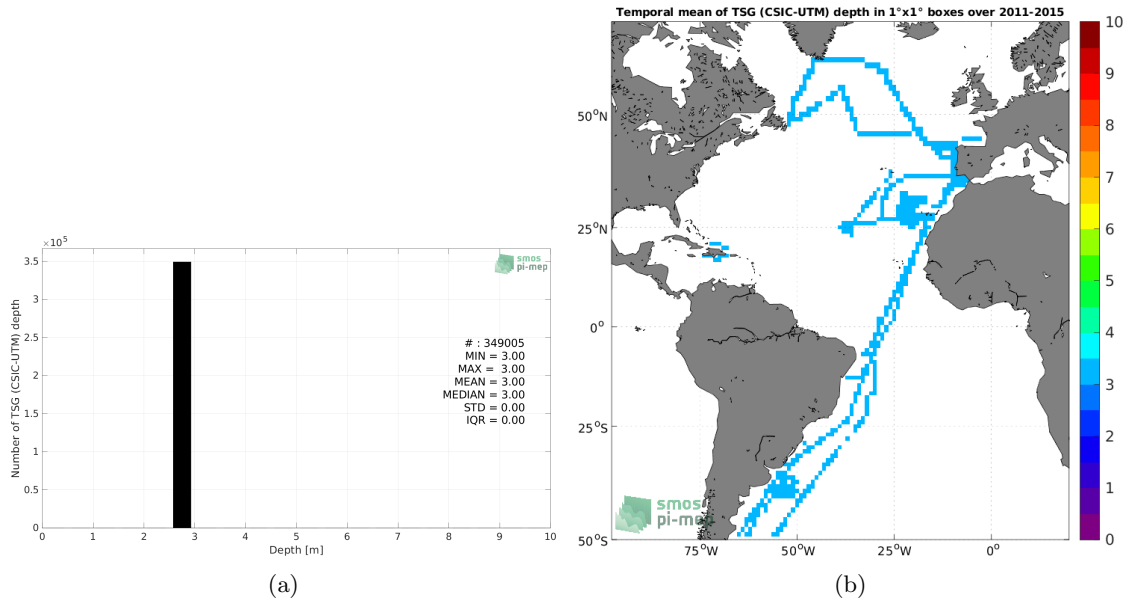 ×10⁵
3.5
3
2.5
2
1.5
1
0.5
0
Number of TSG (CSIC-UTM) depth
smos
pi-mep
# : 349005
MIN = 3.00
MAX = 3.00
MEAN = 3.00
MEDIAN = 3.00
STD = 0.00
IQR = 0.00
0 1 2 3 4 5 6 7 8 9 10
Depth [m]
(a)
Temporal mean of TSG (CSIC-UTM) depth in 1°x1° boxes over 2011-2015
50°N
25°N
0°
25°S
50°S
75°W 50°W 25°W 0°
smos
pi-mep
10
9
8
7
6
5
4
3
2
1
0
(b)